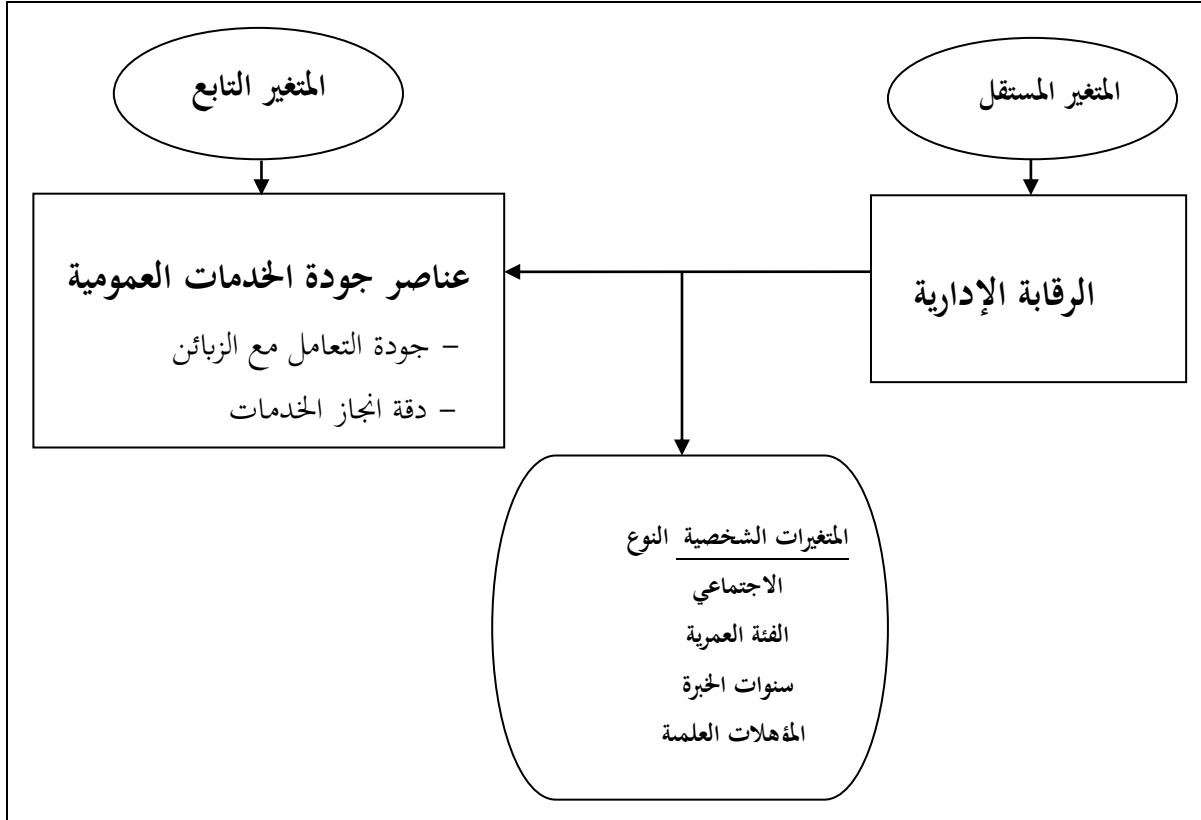 المتغير المستقل
المتغير التابع
الرقابة الإدارية
عناصر جودة الخدمات العمومية
– جودة التعامل مع الزبائن
– دقة انجاز الخدمات
المتغيرات الشخصية النوع
الاجتماعي
الفئة العمرية
سنوات الخبرة
المؤهلات العلمية